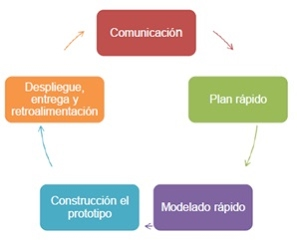 Comunicación
Plan rápido
Modelado rápido
Construcción el
prototipo
Despliegue,
entrega y
retroalimentación